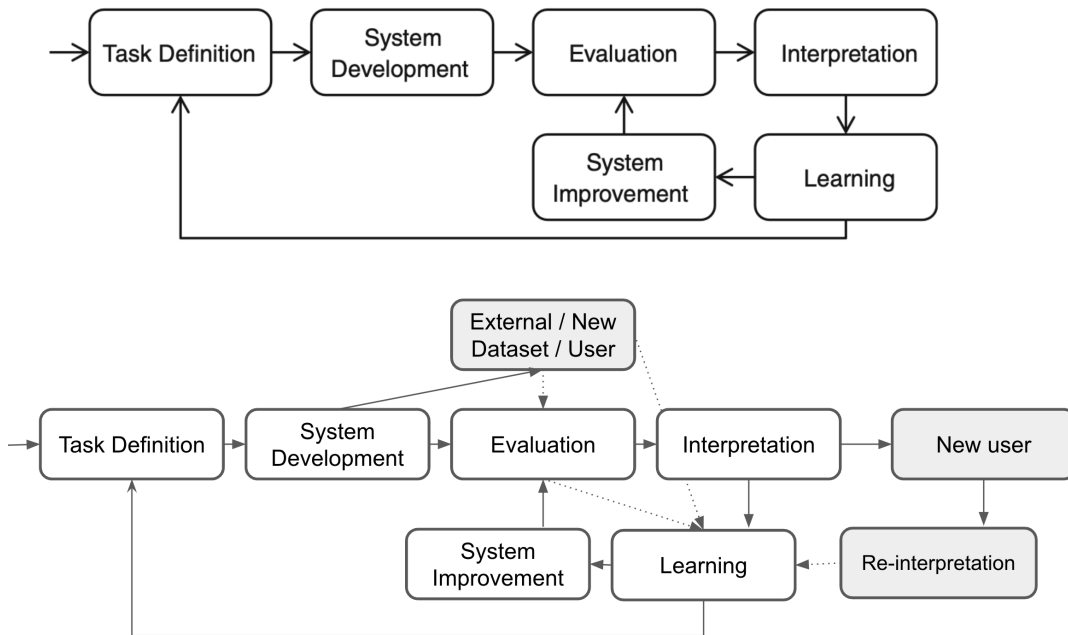 Task Definition
System
Development
Evaluation
Interpretation
System
Improvement
Learning
External / New
Dataset / User
Task Definition
System
Development
Evaluation
Interpretation
New user
System
Improvement
Learning
Re-interpretation